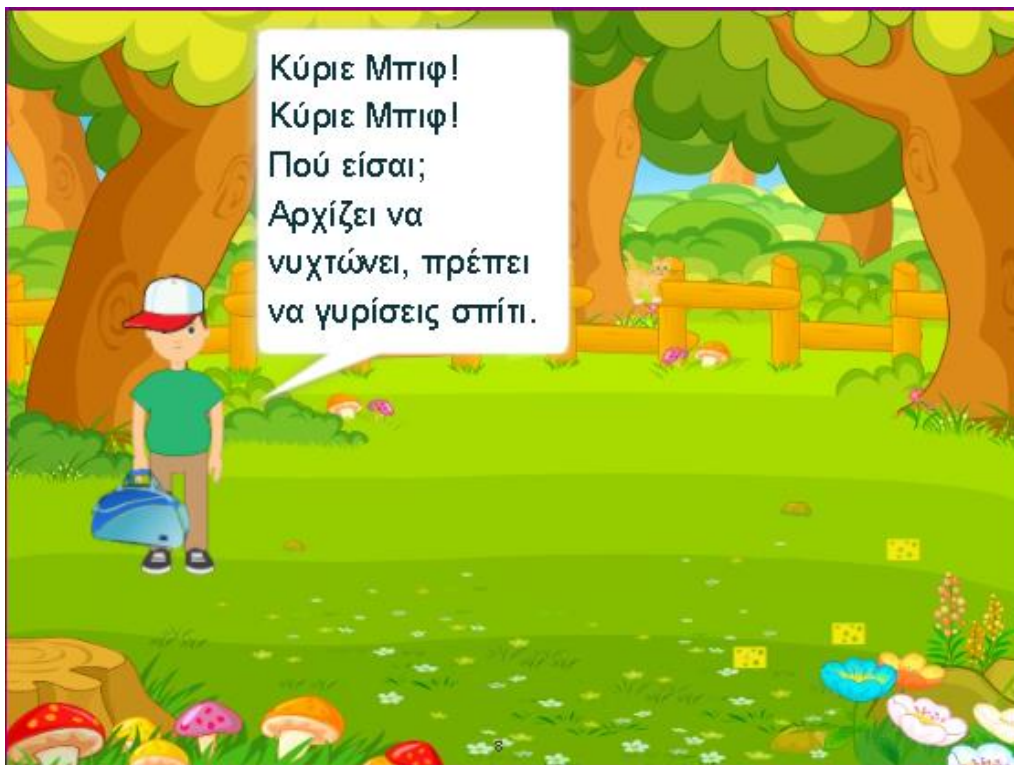 Κύριε Μπιφ!
Κύριε Μπιφ!
Πού είσαι;
Αρχίζει να
νυχτώνει, πρέπει
να γυρίσεις σπίτι.
8